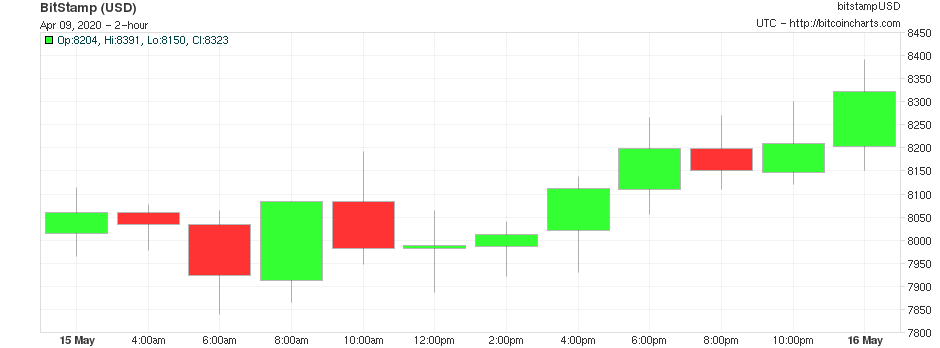 BitStamp (USD)
bitstampUSD
Apr 09, 2020 - 2-hour
UTC - http://bitcoincharts.com
Op:8204, Hi:8391, Lo:8150, Cl:8323
8450
8400
8350
8300
8250
8200
8150
8100
8050
8000
7950
7900
7850
7800
15 May 4:00am 6:00am 8:00am 10:00am 12:00pm 2:00pm 4:00pm 6:00pm 8:00pm 10:00pm 16 May